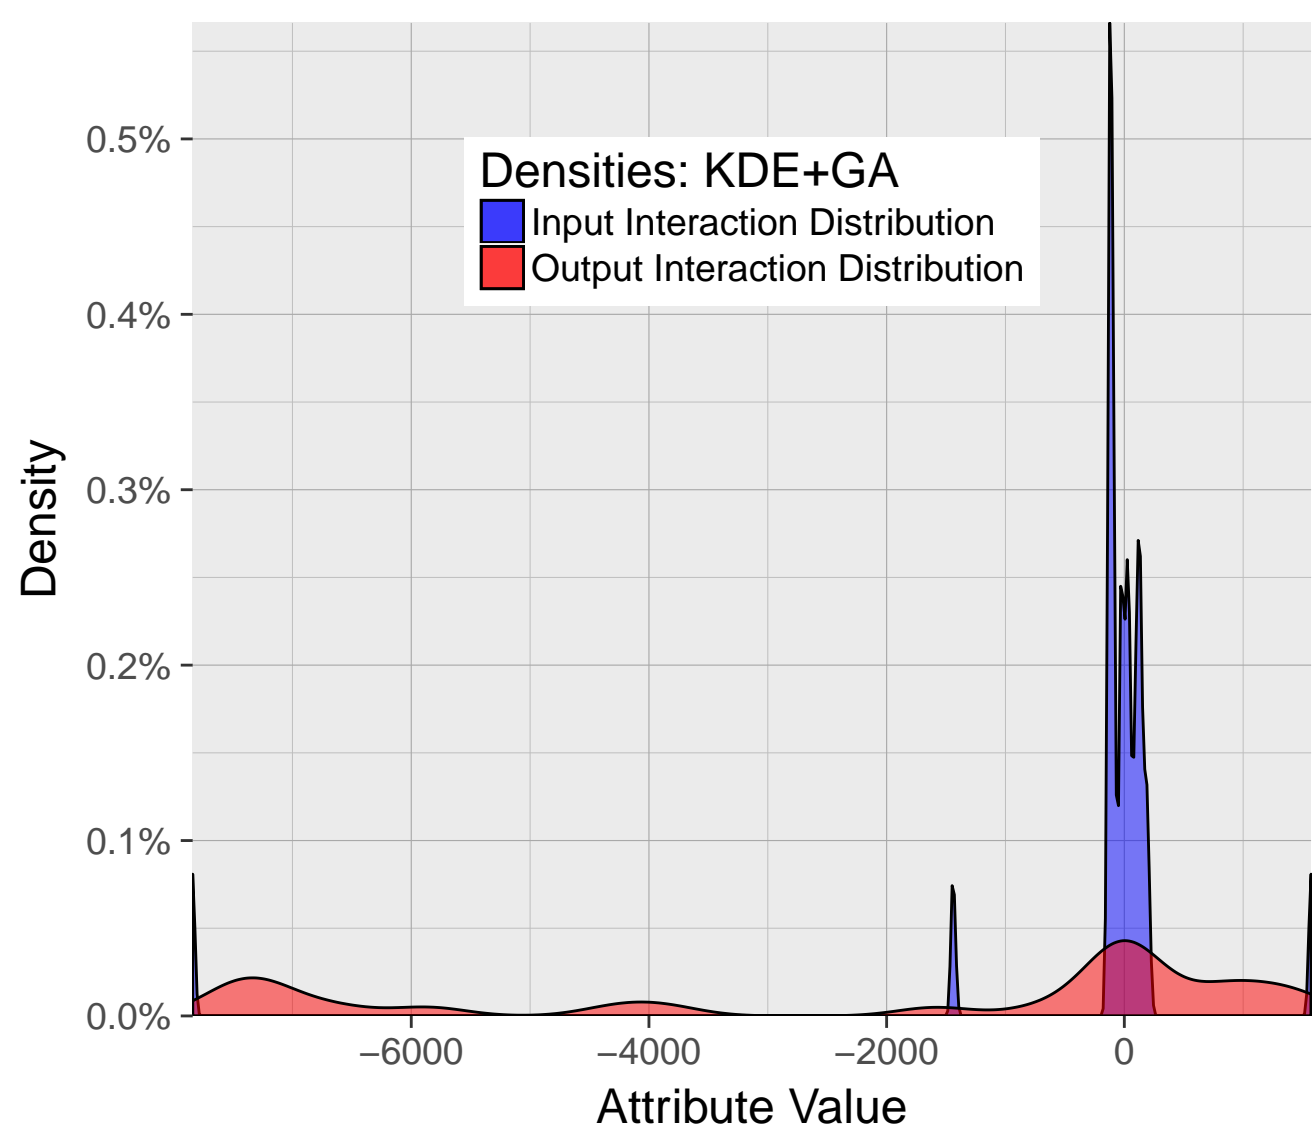 0.5%
0.4%
0.3%
0.2%
0.1%
0.0%
Density
Densities: KDE+GA
Input Interaction Distribution
Output Interaction Distribution
−6000
−4000
−2000
0
Attribute Value